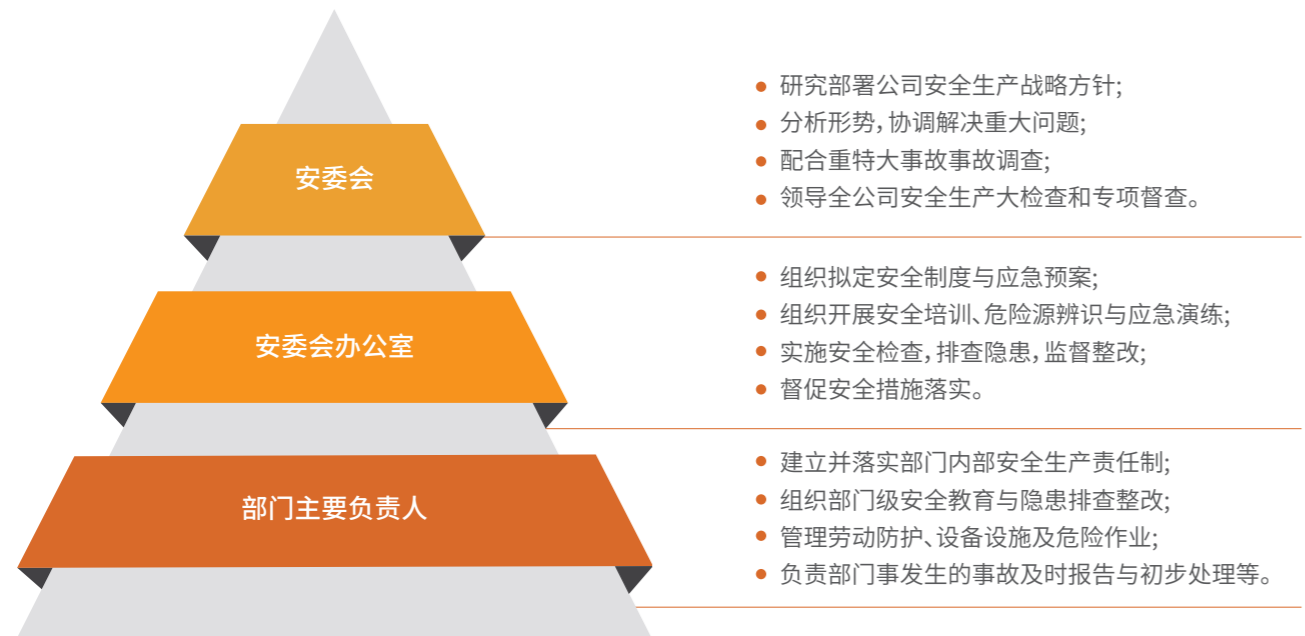 安委会
研究部署公司安全生产战略方针;
分析形势，协调解决重大问题;
配合重特大事故事故调查;
领导全公司安全生产大检查和专项督查。
安委会办公室
组织拟定安全制度与应急预案;
组织开展安全培训、危险源辨识与应急演练;
实施安全检查，排查隐患，监督整改;
督促安全措施落实。
部门主要负责人
建立并落实部门内部安全生产责任制;
组织部门级安全教育与隐患排查整改;
管理劳动防护、设备设施及危险作业;
负责部门事发生的事故及时报告与初步处理等。